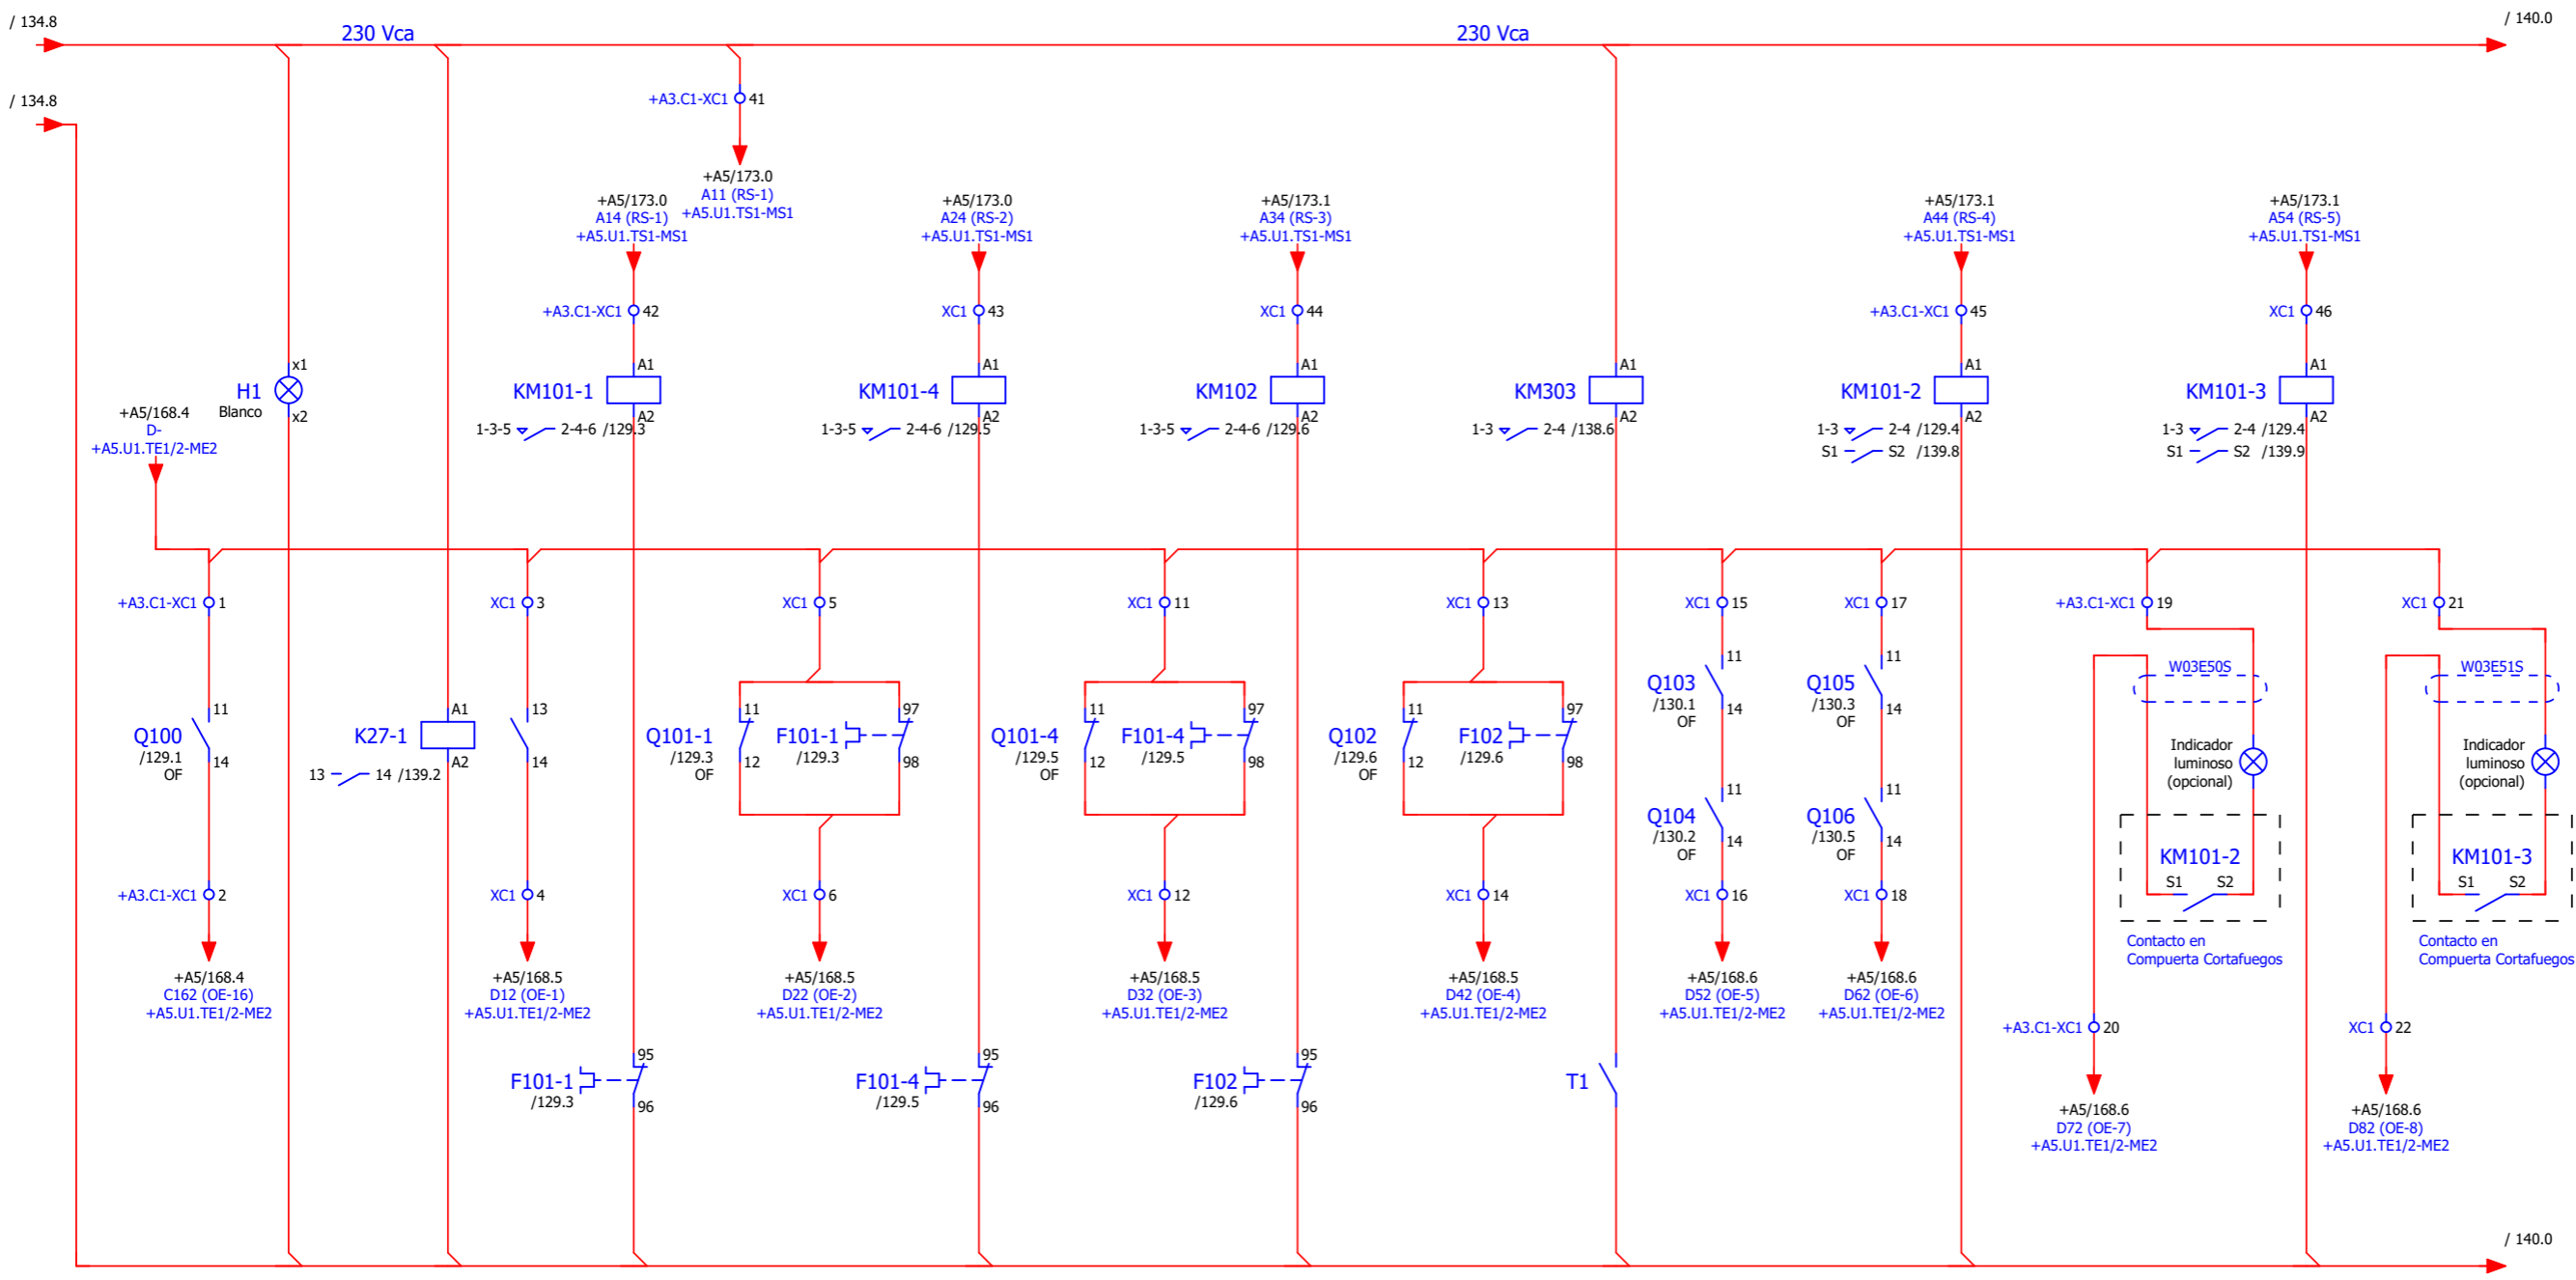 / 134.8
230 Vca
230 Vca
/ 140.0
/ 134.8
+A3.C1-XC1
41
+A5/173.0
A11 (RS-1)
+A5.U1.TS1-MS1
+A5/173.0
A14 (RS-1)
+A5.U1.TS1-MS1
+A5/173.0
A24 (RS-2)
+A5.U1.TS1-MS1
+A5/173.1
A34 (RS-3)
+A5.U1.TS1-MS1
+A5/173.1
A44 (RS-4)
+A5.U1.TS1-MS1
+A5/173.1
A54 (RS-5)
+A5.U1.TS1-MS1
+A3.C1-XC1
42
XC1
43
XC1
44
+A3.C1-XC1
45
XC1
46
x1
H1
Blanco
x2
A1
KM101-1
A2
1-3-5
2-4-6 /129.3
A1
KM101-4
A2
1-3-5
2-4-6 /129.5
A1
KM102
A2
1-3-5
2-4-6 /129.6
A1
KM303
A2
1-3
2-4 /138.6
A1
KM101-2
A2
1-3
2-4 /129.4
S1
S2 /139.8
A1
KM101-3
A2
1-3
2-4 /129.4
S1
S2 /139.9
+A5/168.4
D-
+A5.U1.TE1/2-ME2
+A3.C1-XC1
1
XC1
3
XC1
5
XC1
11
XC1
13
XC1
15
XC1
17
+A3.C1-XC1
19
XC1
21
11
Q100
/129.1
OF
14
A1
K27-1
A2
13
14 /139.2
13
14
11
Q101-1
/129.3
OF
12
97
F101-1
/129.3
98
11
Q101-4
/129.5
OF
12
97
F101-4
/129.5
98
11
Q102
/129.6
OF
12
97
F102
/129.6
98
11
Q103
/130.1
OF
14
11
Q104
/130.2
OF
14
11
Q105
/130.3
OF
14
11
Q106
/130.5
OF
14
W03E50S
Indicador
luminoso
(opcional)
KM101-2
S1
S2
Contacto en
Compuerta Cortafuegos
W03E51S
Indicador
luminoso
(opcional)
KM101-3
S1
S2
Contacto en
Compuerta Cortafuegos
+A3.C1-XC1
2
XC1
4
XC1
6
XC1
12
XC1
14
XC1
16
XC1
18
+A5/168.4
C162 (OE-16)
+A5.U1.TE1/2-ME2
+A5/168.5
D12 (OE-1)
+A5.U1.TE1/2-ME2
+A5/168.5
D22 (OE-2)
+A5.U1.TE1/2-ME2
+A5/168.5
D32 (OE-3)
+A5.U1.TE1/2-ME2
+A5/168.5
D42 (OE-4)
+A5.U1.TE1/2-ME2
+A5/168.6
D52 (OE-5)
+A5.U1.TE1/2-ME2
+A5/168.6
D62 (OE-6)
+A5.U1.TE1/2-ME2
+A3.C1-XC1
20
XC1
22
95
F101-1
/129.3
96
95
F101-4
/129.5
96
95
F102
/129.6
96
T1
+A5/168.6
D72 (OE-7)
+A5.U1.TE1/2-ME2
+A5/168.6
D82 (OE-8)
+A5.U1.TE1/2-ME2
/ 140.0